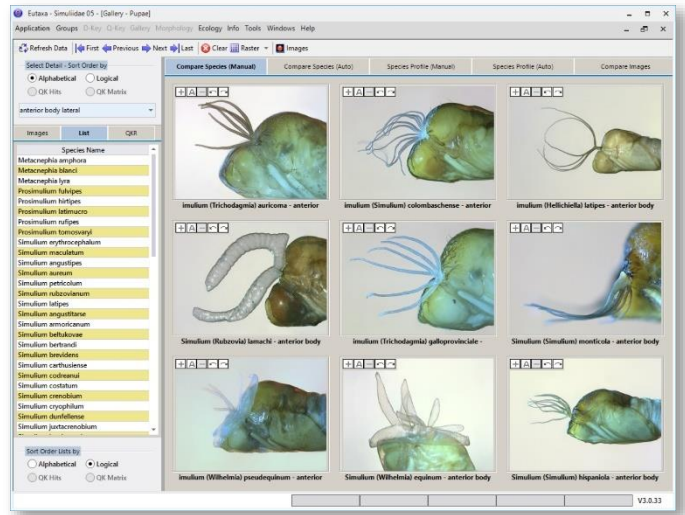 Eutaxa - Simuliidae 05 - [Gallery - Pupae]
Application Groups O-Key Q-Key Gallery Morphology Ecology Info Tools Windows Help
Refresh Data First Previous Next Last Clear Raster Images
Select Detail - Sort Order by
Alphabetical Logical
QK Hits QK Matrix
anterior body lateral
Images List QKR
Species Name
Metacnephia amphora
Metacnephia blanci
Metacnephia lyra
Prosimulium fulvipes
Prosimulium hirtipes
Prosimulium latimucro
Prosimulium rufipes
Prosimulium tomosvaryi
Simulium erythrocephalum
Simulium maculatum
Simulium angustipes
Simulium aureum
Simulium petricolum
Simulium rubzovianum
Simulium latipes
Simulium angustitarse
Simulium armoricanum
Simulium beltukovae
Simulium bertrandi
Simulium brevidens
Simulium carthusiense
Simulium codreanui
Simulium costatum
Simulium crenobium
Simulium cryophilum
Simulium dunfellense
Simulium juxtacrenobium
Sort Order Lists by
Alphabetical Logical
QK Hits QK Matrix
Compare Species (Manual) Compare Species (Auto) Species Profile (Manual) Species Profile (Auto) Compare Images
imulium (Trichodagmia) auricoma - anterior
imulium (Simulium) colombaschense - anterior
imulium (Hellichiella) latipes - anterior body
Simulium (Rubzovia) lamachi - anterior body
imulium (Trichodagmia) galloprovinciale -
Simulium (Simulium) monticola - anterior body
imulium (Wilhelmia) pseudequinum - anterior
Simulium (Wilhelmia) equinum - anterior body
Simulium (Simulium) hispaniola - anterior body
V3.0.33